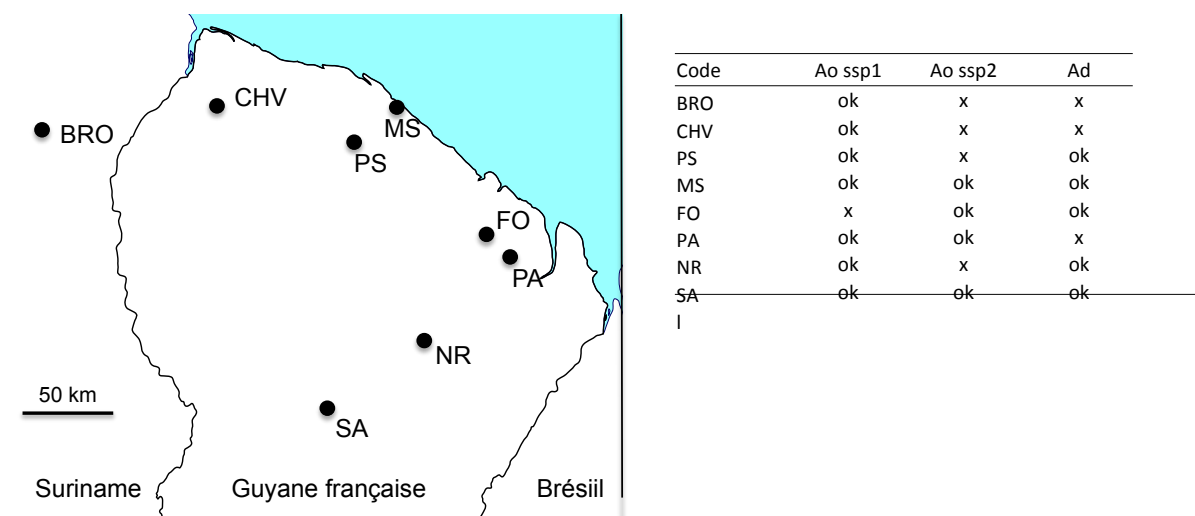 CHV
BRO
MS
PS
FO
PA
NR
50 km
SA
Suriname Guyane française Brésiil
Code Ao ssp1 Ao ssp2 Ad
BRO ok x x
CHV ok x x
PS ok x ok
MS ok ok ok
FO x ok ok
PA ok ok x
NR ok x ok
SA ok ok ok
l